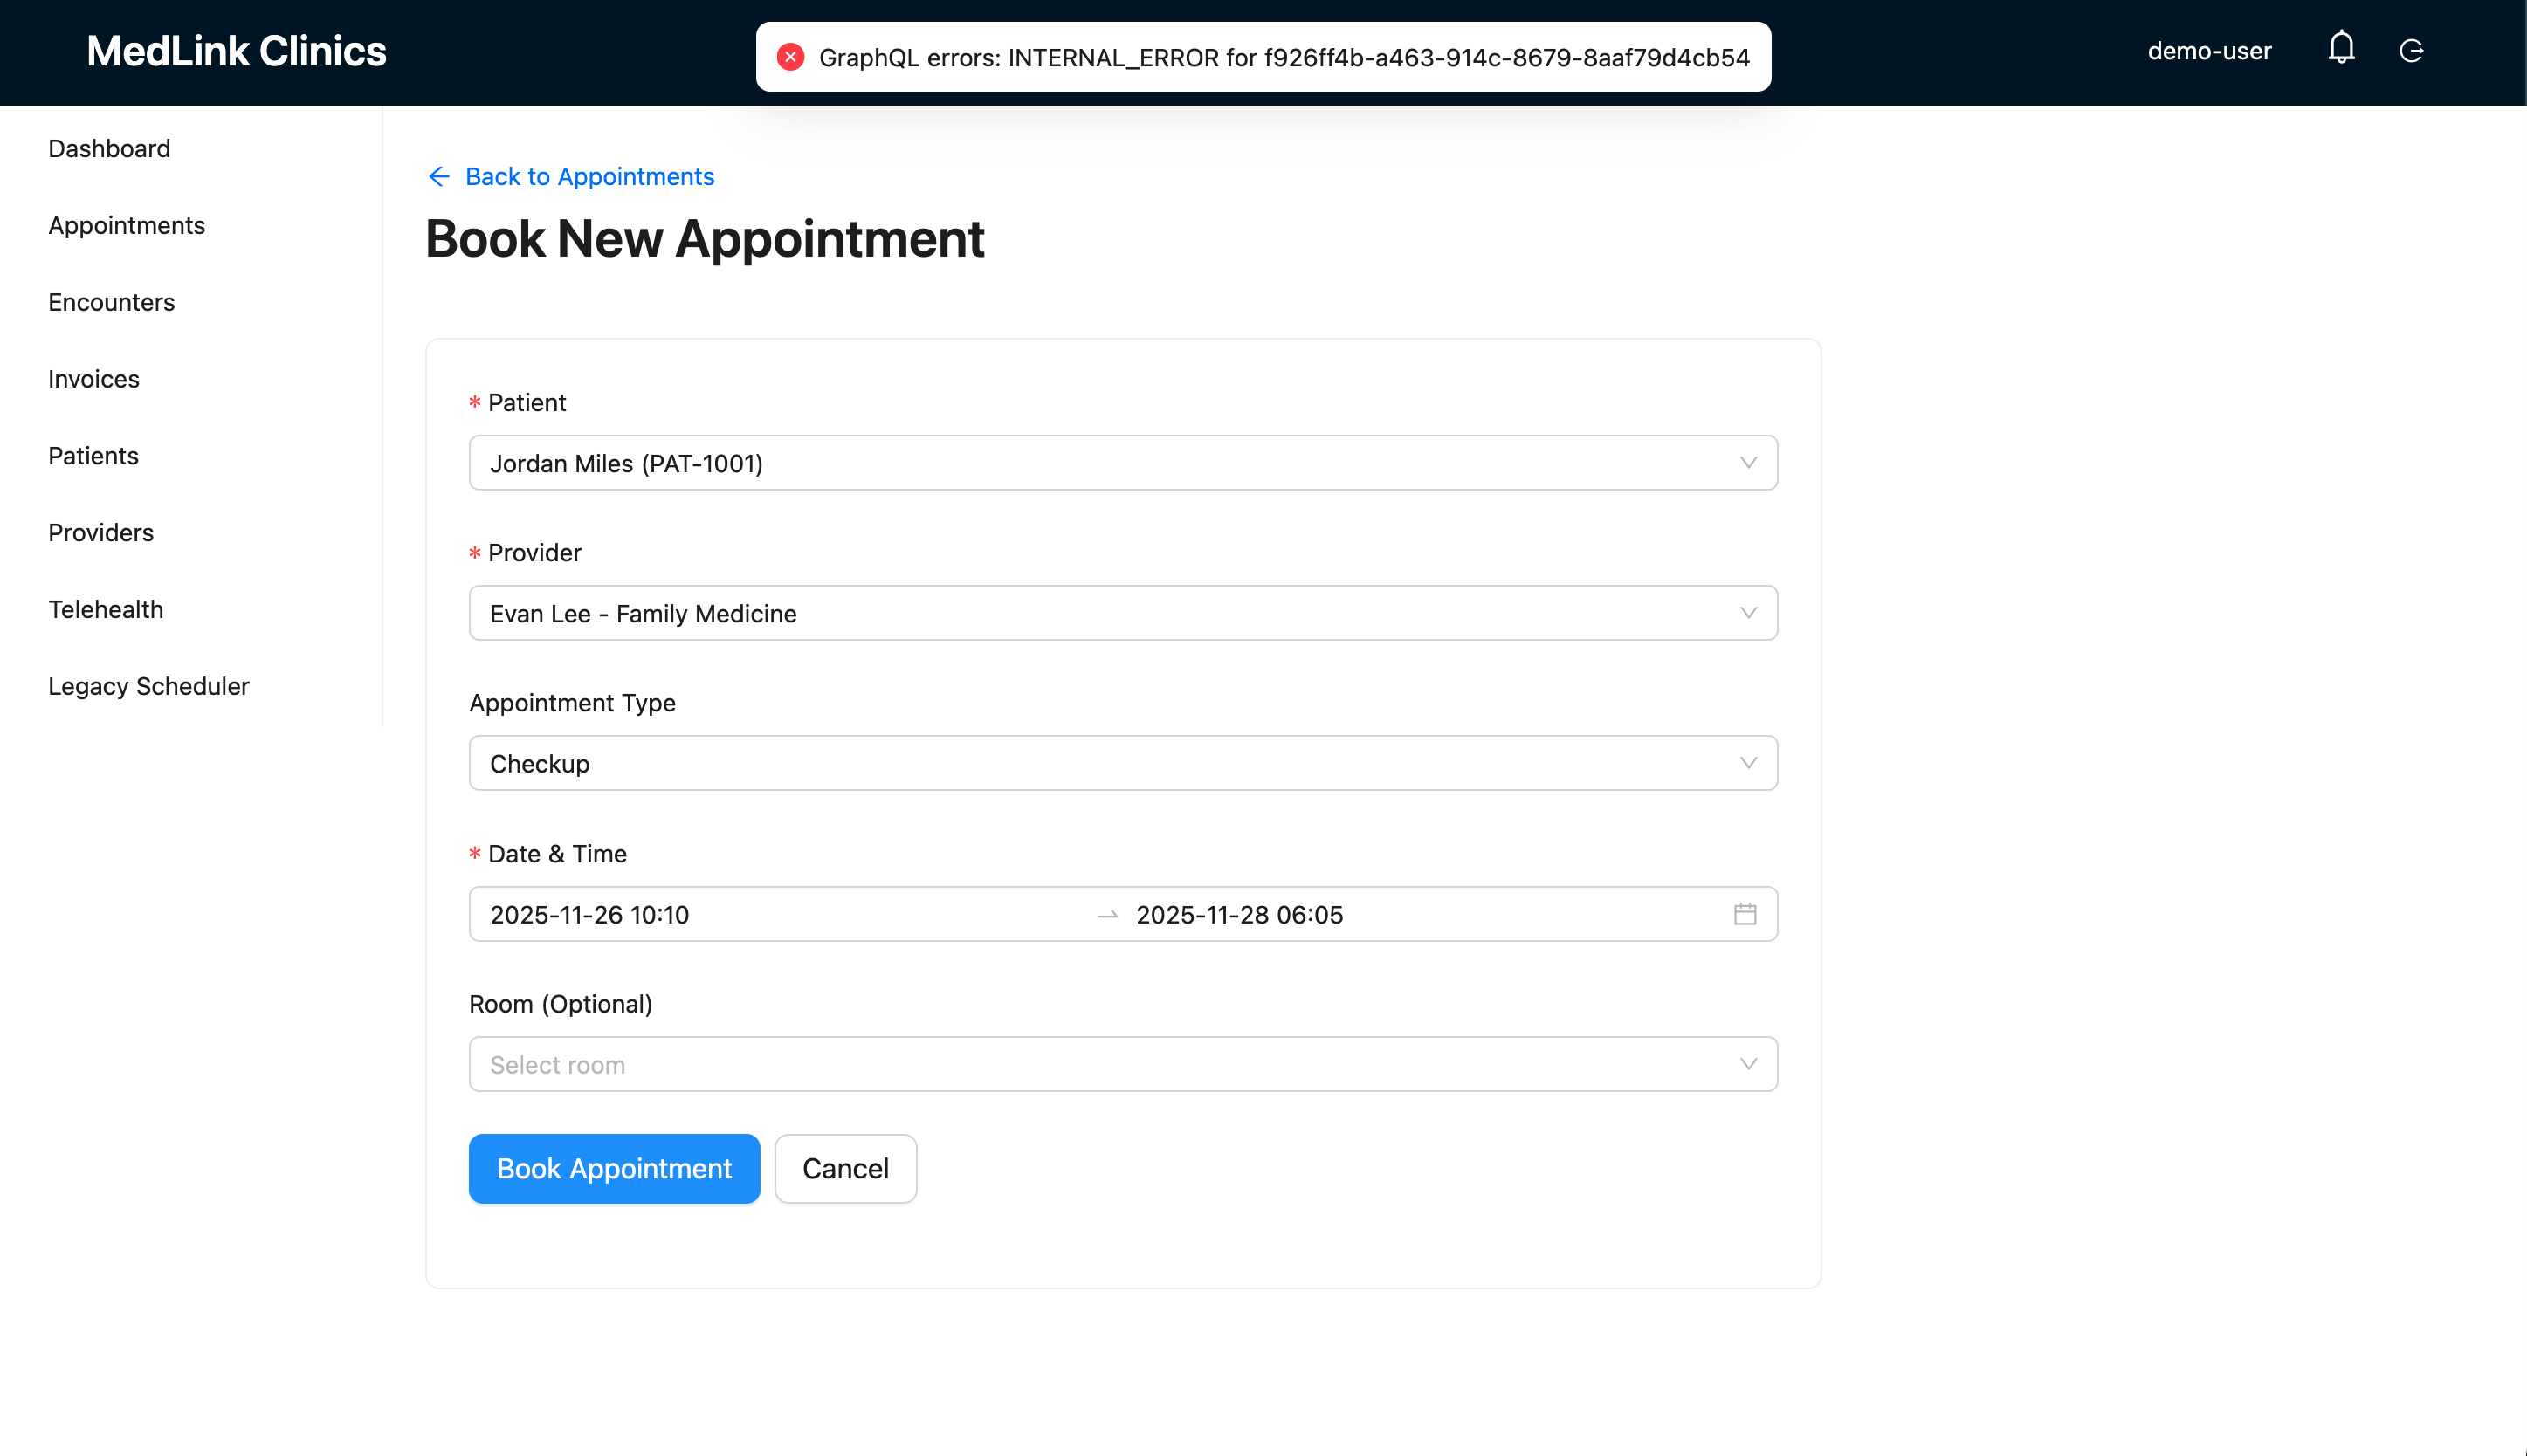 MedLink Clinics
GraphQL errors: INTERNAL_ERROR for f926ff4b-a463-914c-8679-8aaf79d4cb54
demo-user
Dashboard
Appointments
Encounters
Invoices
Patients
Providers
Telehealth
Legacy Scheduler
Back to Appointments
Book New Appointment
* Patient
Jordan Miles (PAT-1001)
* Provider
Evan Lee - Family Medicine
Appointment Type
Checkup
* Date & Time
2025-11-26 10:10 → 2025-11-28 06:05
Room (Optional)
Select room
Book Appointment
Cancel